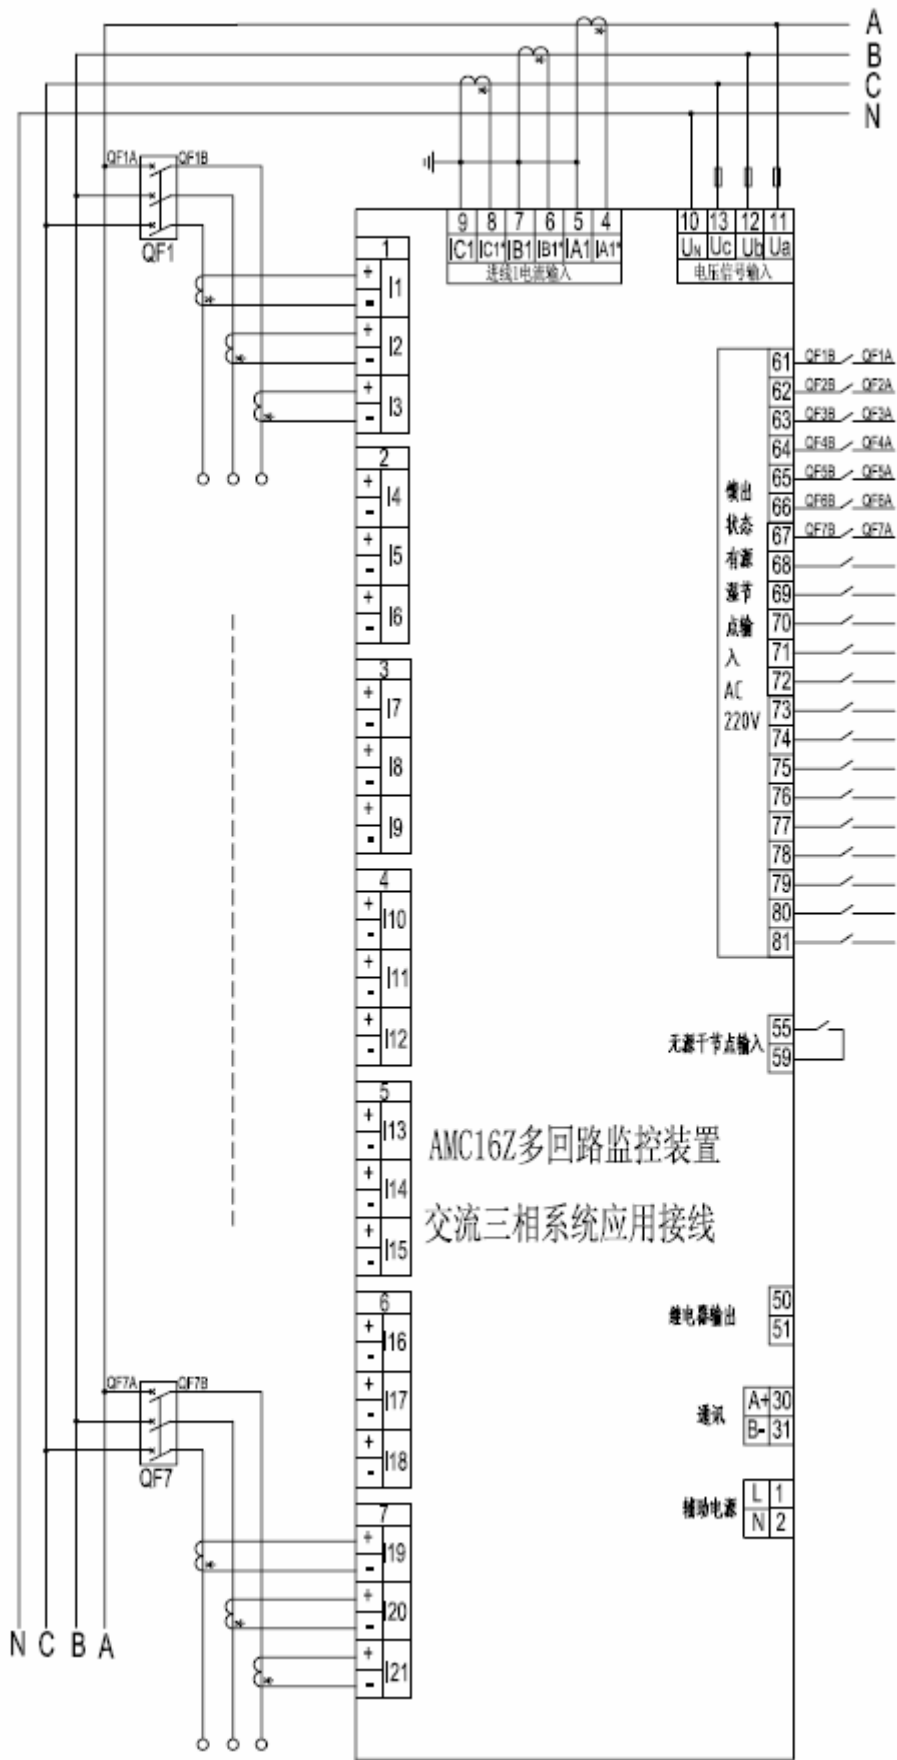 A
B
C
N
QF1A QF1B
QF1
9 8 7 6 5 4
IC1 IC1* IB1 IB1* IA1 IA1*
进线1电流输入
10 13 12 11
UN Uc Ub Ua
电压信号输入
1
+ - I1
+ - I2
+ - I3
2
+ - I4
+ - I5
+ - I6
3
+ - I7
+ - I8
+ - I9
4
+ - I10
+ - I11
+ - I12
5
+ - I13
+ - I14
+ - I15
6
+ - I16
+ - I17
+ - I18
7
+ - I19
+ - I20
+ - I21
馈出
状态
有源
湿节
点输
入
AC
220V
61 QF1B QF1A
62 QF2B QF2A
63 QF3B QF3A
64 QF4B QF4A
65 QF5B QF5A
66 QF6B QF6A
67 QF7B QF7A
68
69
70
71
72
73
74
75
76
77
78
79
80
81
无源干节点输入 55
59
AMC16Z多回路监控装置
交流三相系统应用接线
继电器输出 50
51
通讯 A+ 30
B- 31
辅助电源 L 1
N 2
QF7A QF7B
QF7
N C B A